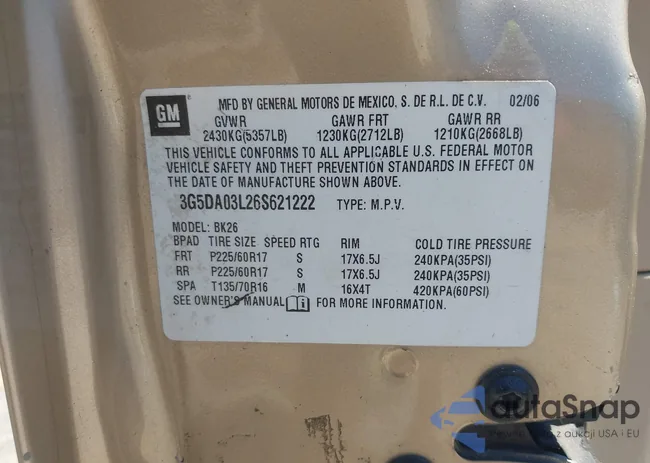 GM
MFD BY GENERAL MOTORS DE MEXICO, S. DE R.L. DE C.V. 02/06
GVWR GAWR FRT GAWR RR
2430KG(5357LB) 1230KG(2712LB) 1210KG(2668LB)
THIS VEHICLE CONFORMS TO ALL APPLICABLE U.S. FEDERAL MOTOR
VEHICLE SAFETY AND THEFT PREVENTION STANDARDS IN EFFECT ON
THE DATE OF MANUFACTURE SHOWN ABOVE.
3G5DA03L26S621222 TYPE: M.P.V.
MODEL: BK26
BPAD TIRE SIZE SPEED RTG RIM COLD TIRE PRESSURE
FRT P225/60R17 S 17X6.5J 240KPA(35PSI)
RR P225/60R17 S 17X6.5J 240KPA(35PSI)
SPA T135/70R16 M 16X4T 420KPA(60PSI)
SEE OWNER'S MANUAL i FOR MORE INFORMATION.
autaSnap
z aukcji USA i EU